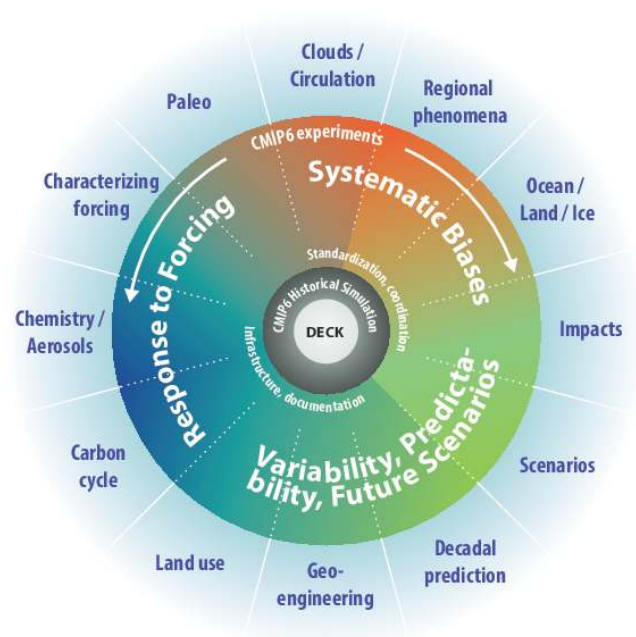 Clouds /
Circulation
Regional
phenomena
Ocean /
Land / Ice
Impacts
Scenarios
Decadal
prediction
Geo-
engineering
Land use
Carbon
cycle
Chemistry /
Aerosols
Characterizing
forcing
Paleo
CMIP6 experiments
Systematic Biases
Variability, Predicta-
bility, Future Scenarios
Response to Forcing
Standardization, coordination
Infrastructure, documentation
CMIP6 Historical Simulation
DECK